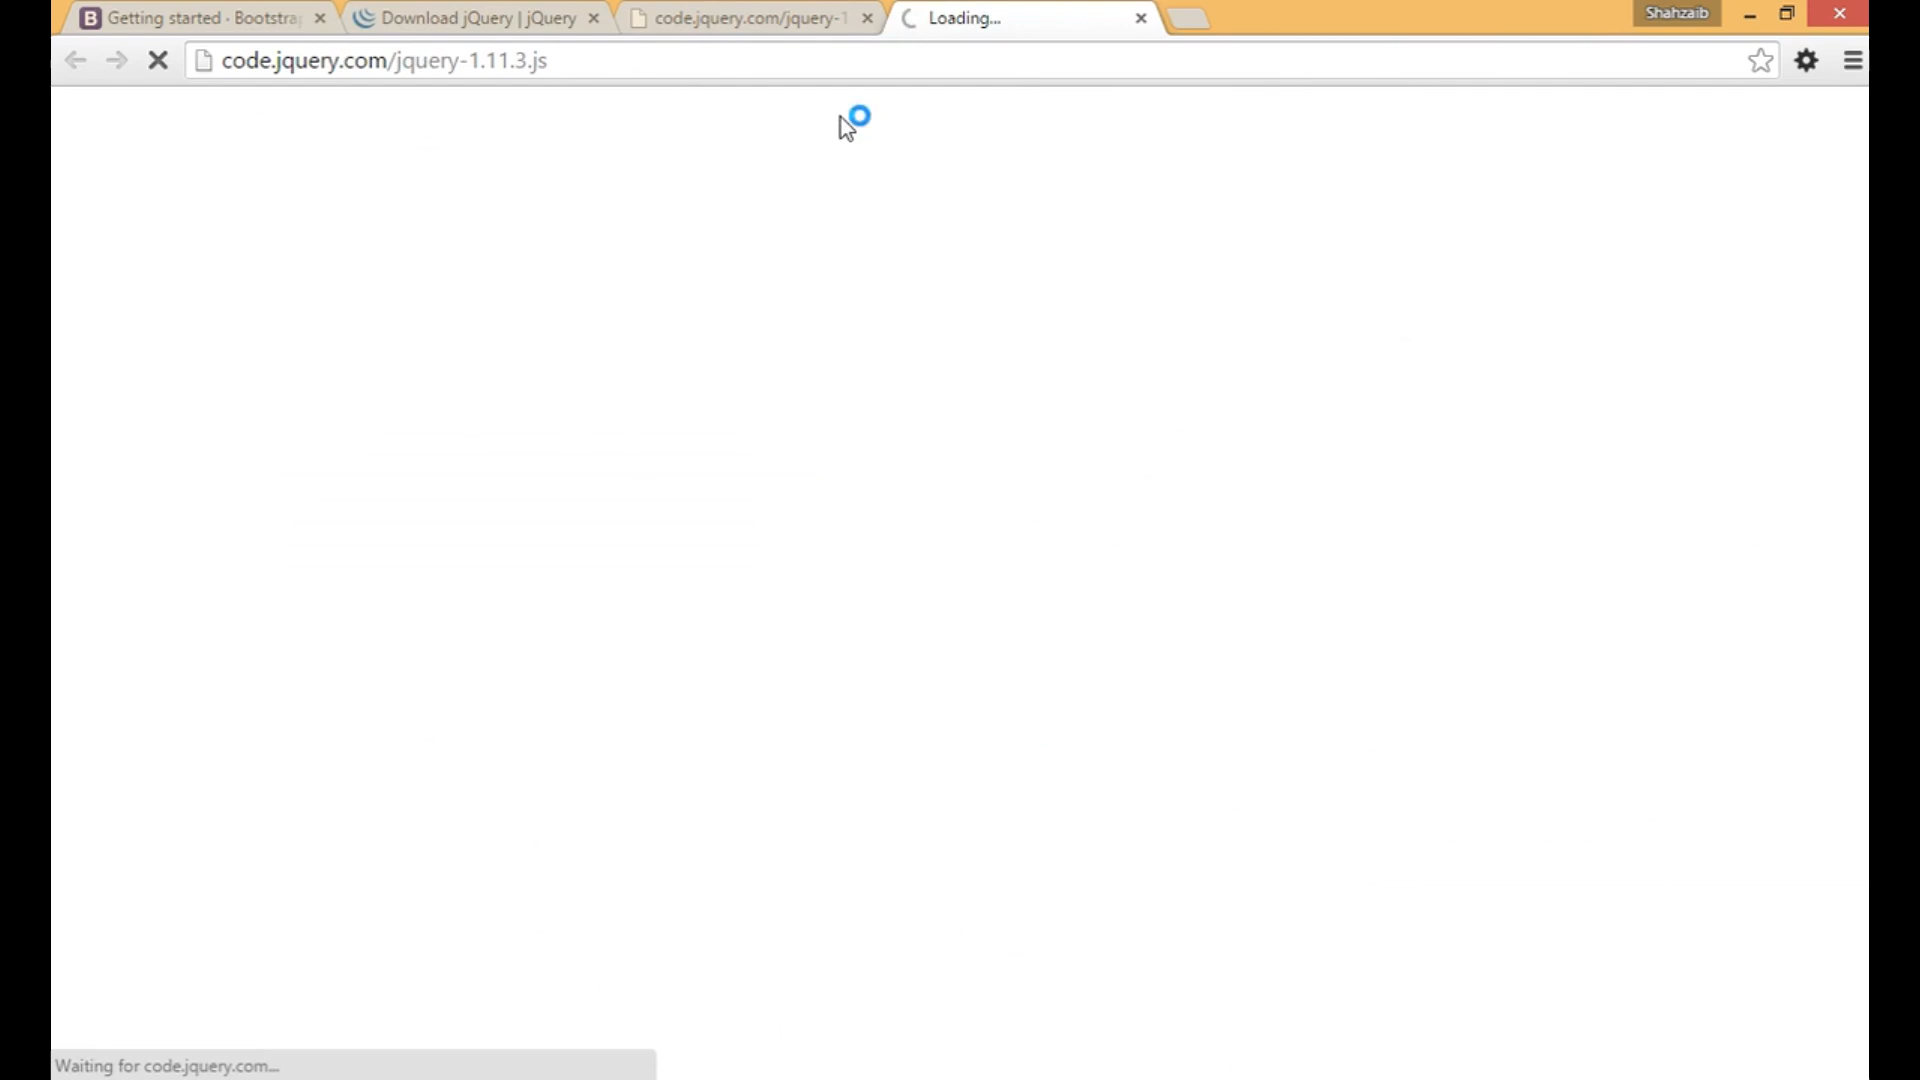 Getting started · Bootstrap
Download jQuery | jQuery
code.jquery.com/jquery-1
Loading...
Shahzaib
code.jquery.com/jquery-1.11.3.js
Waiting for code.jquery.com...